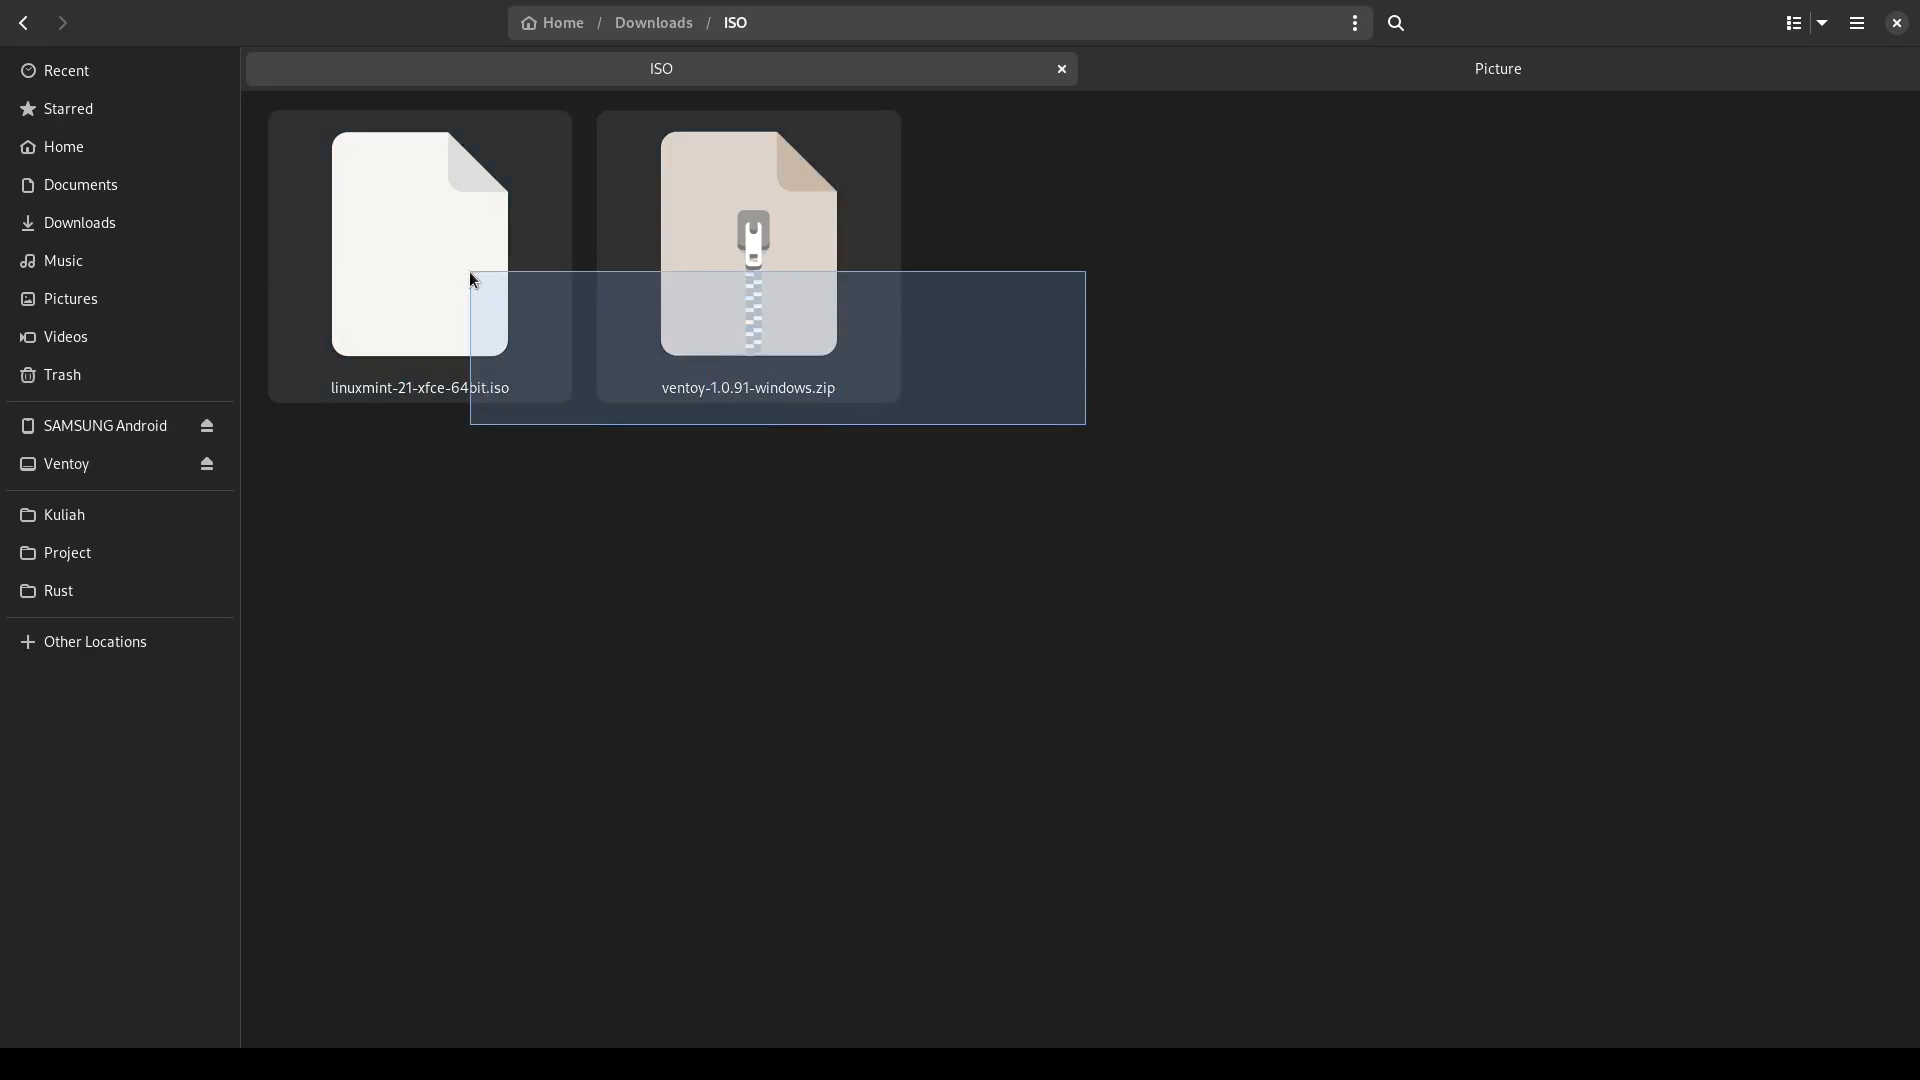 Home / Downloads / ISO
ISO
Picture
Recent
Starred
Home
Documents
Downloads
Music
Pictures
Videos
Trash
SAMSUNG Android
Ventoy
Kuliah
Project
Rust
Other Locations
linuxmint-21-xfce-64bit.iso
ventoy-1.0.91-windows.zip